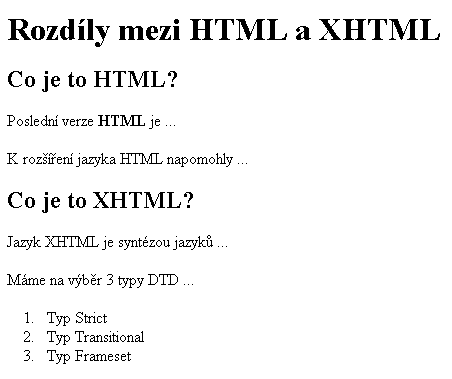 Rozdíly mezi HTML a XHTML
Co je to HTML?
Poslední verze HTML je ...
K rozšíření jazyka HTML napomohly ...
Co je to XHTML?
Jazyk XHTML je syntézou jazyků ...
Máme na výběr 3 typy DTD ...
1. Typ Strict
2. Typ Transitional
3. Typ Frameset